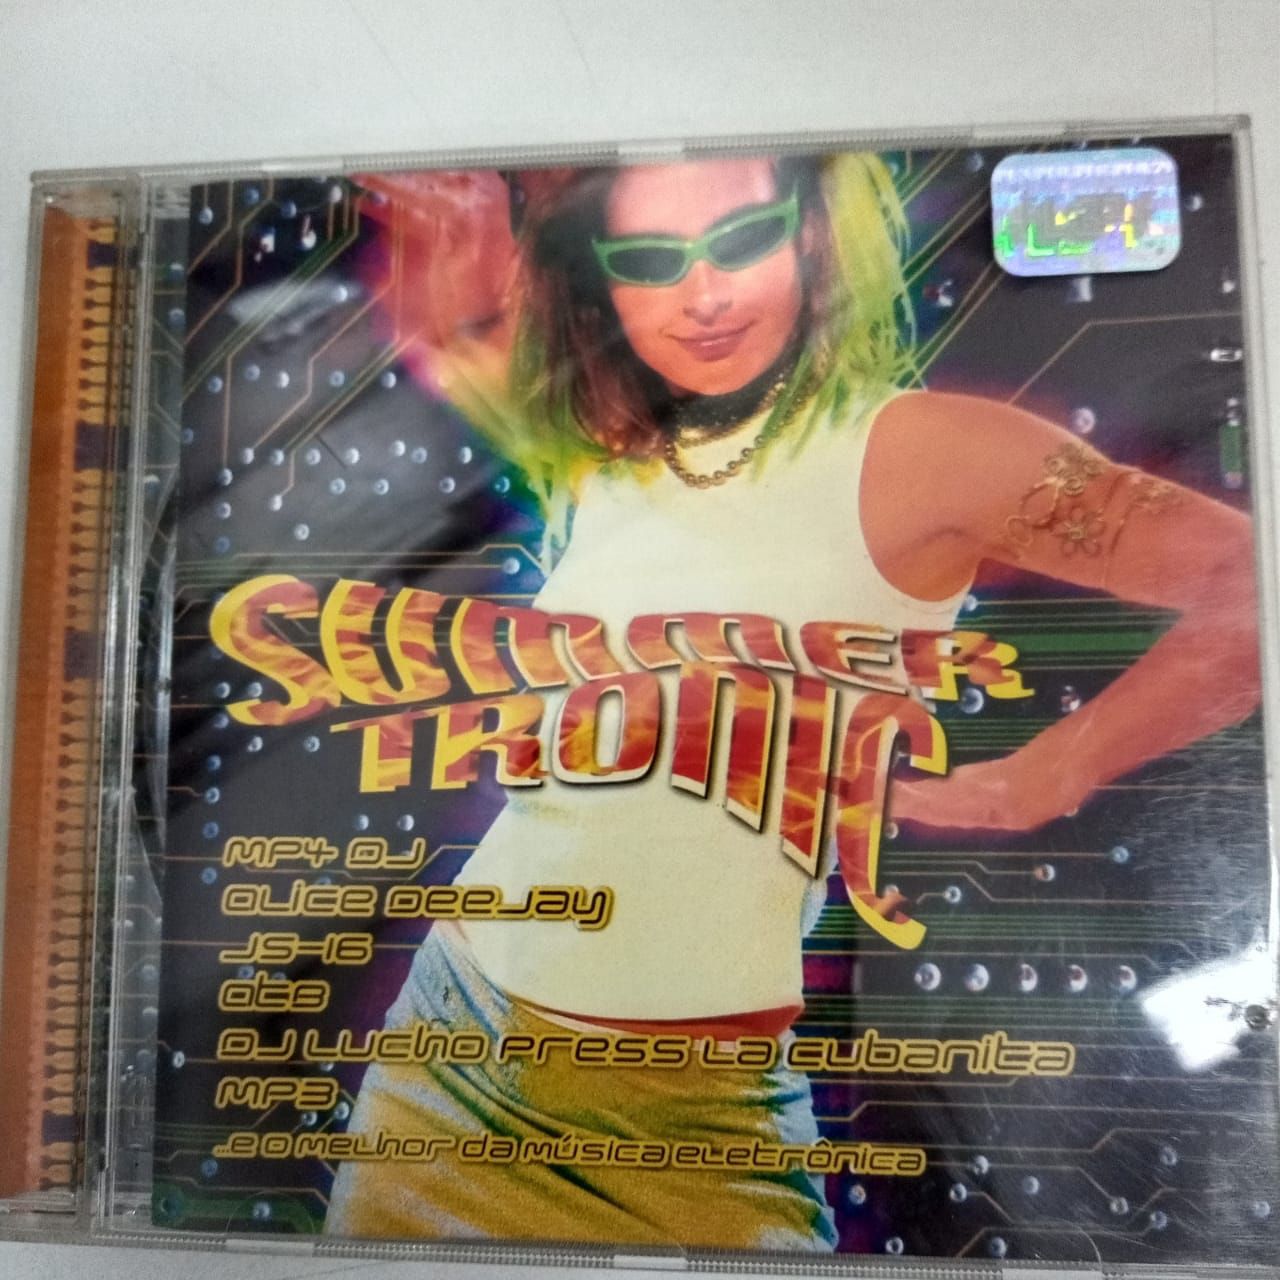 SUMMER
TRONIC
MP4 DJ
ALICE DEEJAY
JS-16
ATB
DJ LUCHO PRESS LA CUBANITA
MP3
...E O MELHOR DA MÚSICA ELETRÔNICA